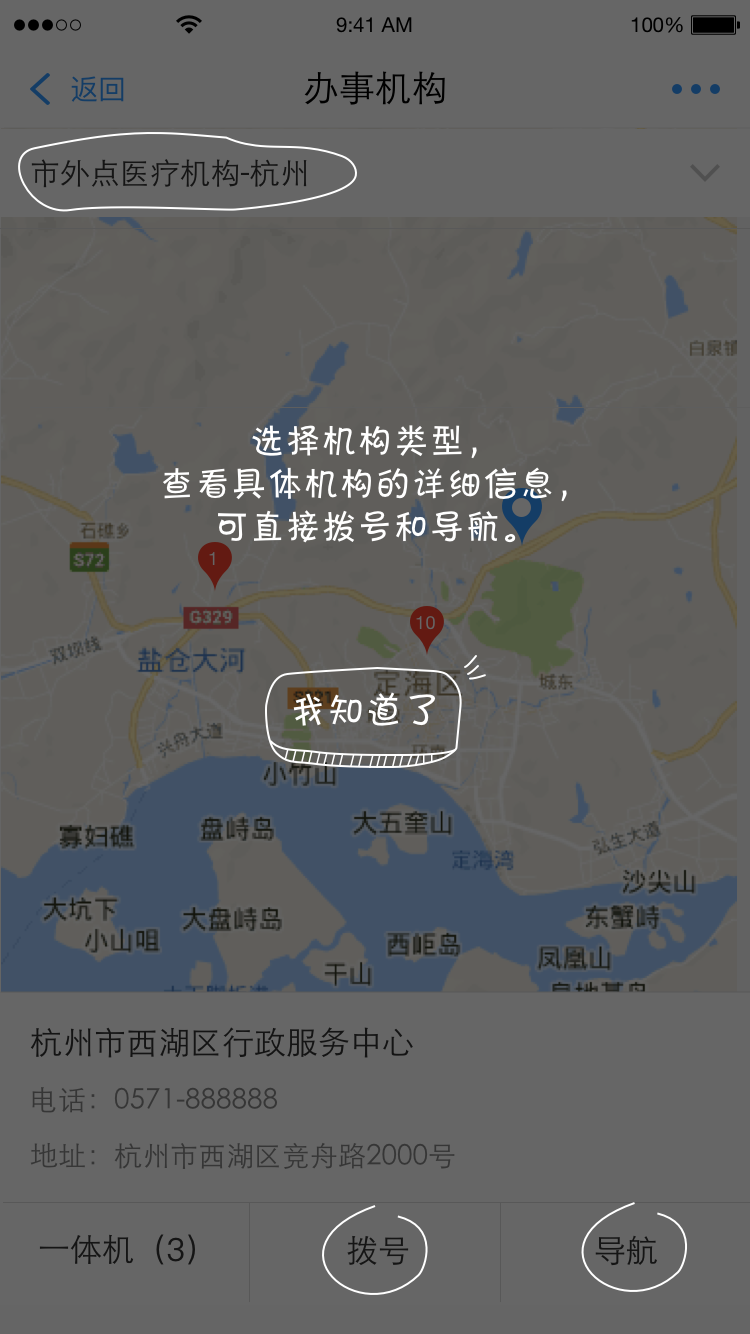 9:41 AM
100%
返回
办事机构
市外点医疗机构-杭州
白泉镇
选择机构类型，
查看具体机构的详细信息，
可直接拨号和导航。
石礁乡
S72
1
G329
10
双坝线
盐仓大河
定海区
城东
我知道了
兴舟大道
小竹山
寡妇礁
盘峙岛
大五奎山
弘生大道
定海湾
沙尖山
大坑下
大盘峙岛
东蟹峙
小山咀
西岠岛
凤凰山
干山
杭州市西湖区行政服务中心
电话：0571-888888
地址：杭州市西湖区竞舟路2000号
一体机（3）
拨号
导航